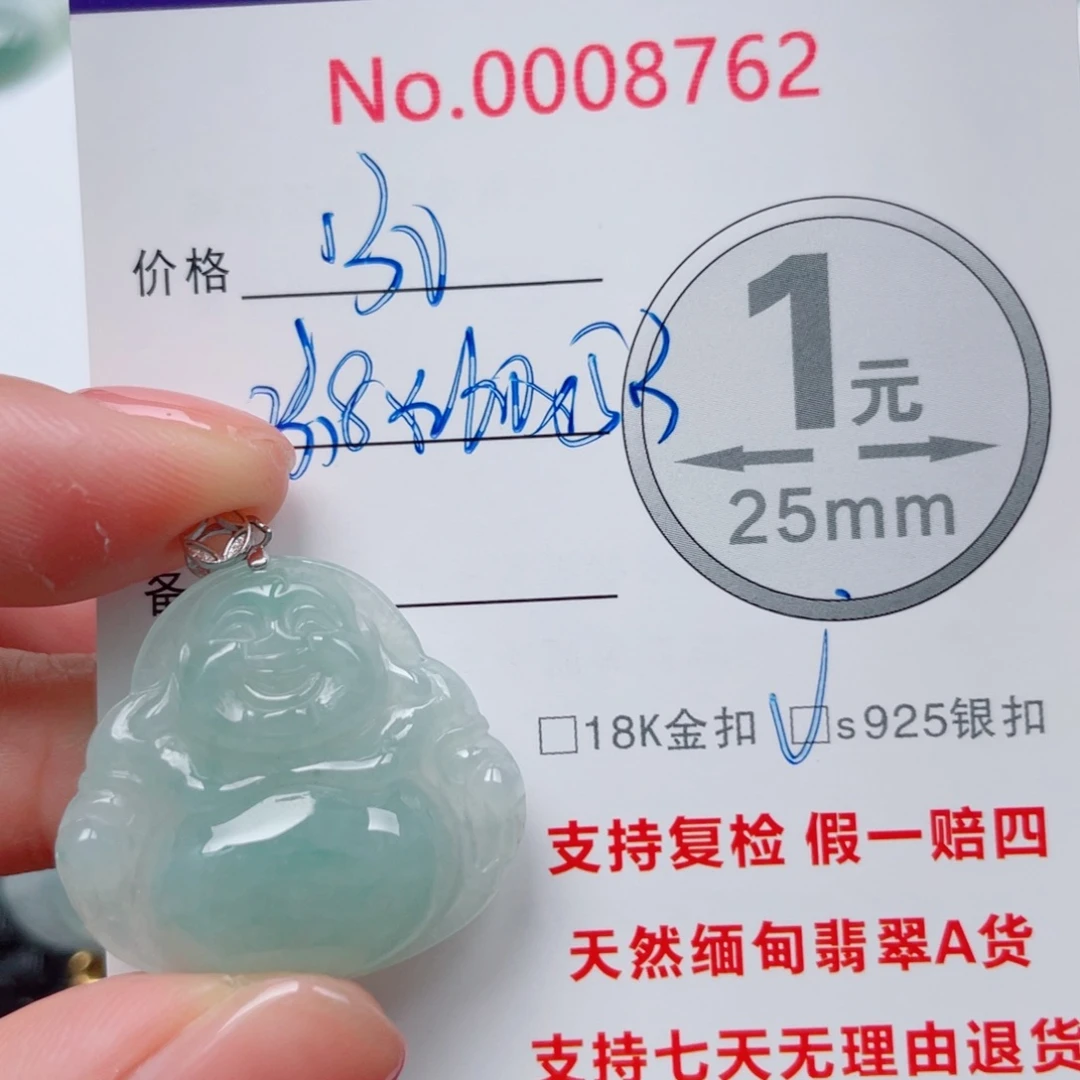 No.0008762
价格
1元
25mm
备
□18K金扣 □s925银扣
支持复检 假一赔四
天然缅甸翡翠A货
支持七天无理由退货